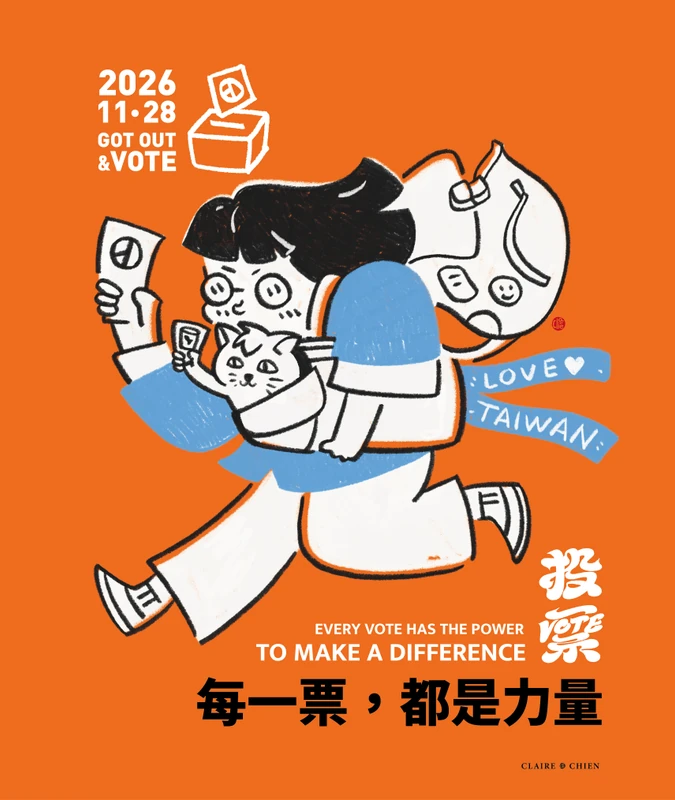 2026
11•28
GOT OUT
&VOTE
LOVE♥
TAIWAN
投票
VOTE
EVERY VOTE HAS THE POWER
TO MAKE A DIFFERENCE
每一票，都是力量
CLAIRE CHIEN